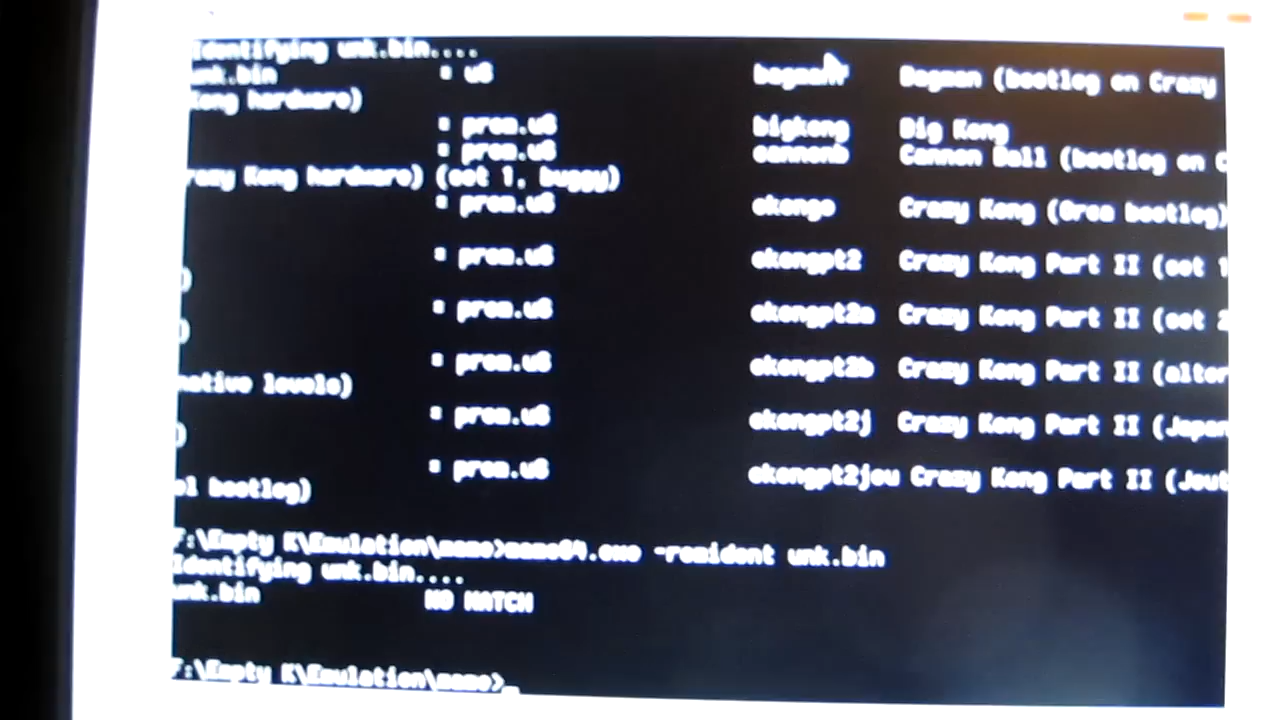 Identifying unk.bin....
unk.bin = u6 bagmanf Bagman (bootleg on Crazy
Kong hardware)
= prom.u6 bigkong Big Kong
= prom.u6 cannonb Cannon Ball (bootleg on C
razy Kong hardware) (set 1, buggy)
= prom.u6 ckongo Crazy Kong (Orca bootleg)
= prom.u6 ckongpt2 Crazy Kong Part II (set 1
)
= prom.u6 ckongpt2a Crazy Kong Part II (set 2
)
= prom.u6 ckongpt2b Crazy Kong Part II (alter
native levels)
= prom.u6 ckongpt2j Crazy Kong Part II (Japan
)
= prom.u6 ckongpt2jeu Crazy Kong Part II (Jeut
el bootleg)
F:\Empty K\Emulation\mame>mame64.exe -romident unk.bin
Identifying unk.bin....
unk.bin NO MATCH
F:\Empty K\Emulation\mame>_